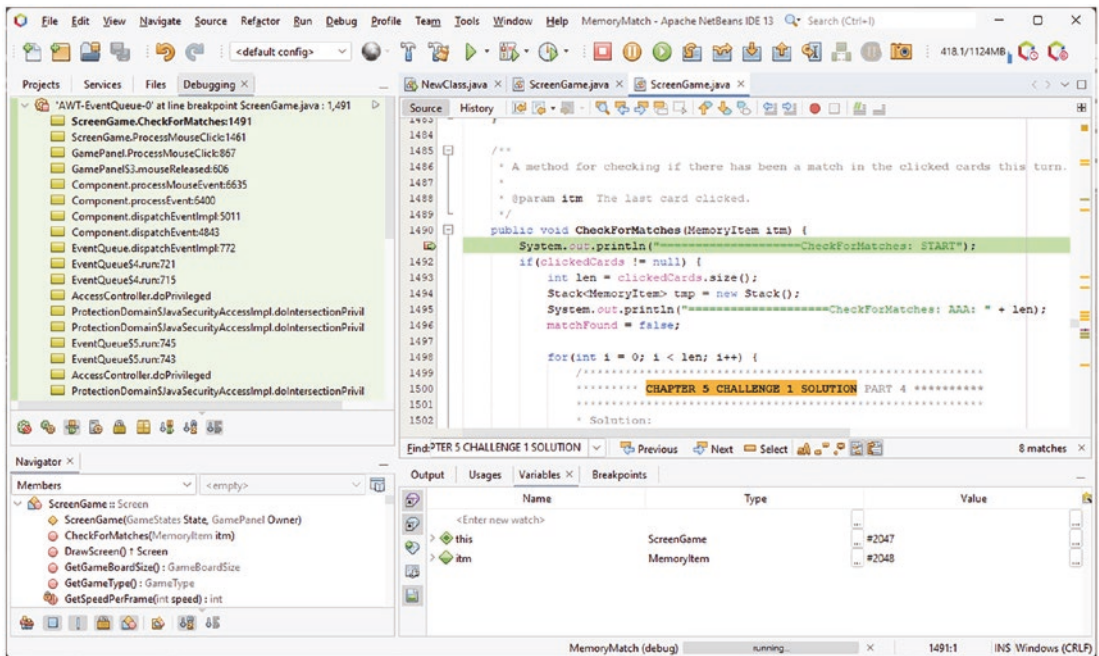 File Edit View Navigate Source Refactor Run Debug Profile Team Tools Window Help MemoryMatch - Apache NetBeans IDE 13 Search (Ctrl+I)
<default config> 418.1/1124MB
Projects Services Files Debugging
'AWT-EventQueue-0' at line breakpoint ScreenGame.java : 1,491
ScreenGame.CheckForMatches:1491
ScreenGame.ProcessMouseClick:1461
GamePanel.ProcessMouseClick:867
GamePanel$3.mouseReleased:606
Component.processMouseEvent:6635
Component.processEvent:6400
Component.dispatchEventImpl:5011
Component.dispatchEvent:4843
EventQueue.dispatchEventImpl:772
EventQueue$4.run:721
EventQueue$4.run:715
AccessController.doPrivileged
ProtectionDomain$JavaSecurityAccessImpl.doIntersectionPrivil
ProtectionDomain$JavaSecurityAccessImpl.doIntersectionPrivil
EventQueue$5.run:745
EventQueue$5.run:743
AccessController.doPrivileged
ProtectionDomain$JavaSecurityAccessImpl.doIntersectionPrivil
Navigator
Members <empty>
ScreenGame :: Screen
ScreenGame(GameStates State, GamePanel Owner)
CheckForMatches(MemoryItem itm)
DrawScreen() ↑ Screen
GetGameBoardSize() : GameBoardSize
GetGameType() : GameType
GetSpeedPerFrame(int speed) : int
NewClass.java ScreenGame.java ScreenGame.java
Source History
1483 }
1484
1485 /**
1486 * A method for checking if there has been a match in the clicked cards this turn.
1487 *
1488 * @param itm The last card clicked.
1489 */
1490 public void CheckForMatches(MemoryItem itm) {
System.out.println("====================CheckForMatches: START");
1492 if(clickedCards != null) {
1493 int len = clickedCards.size();
1494 Stack<MemoryItem> tmp = new Stack();
1495 System.out.println("====================CheckForMatches: AAA: " + len);
1496 matchFound = false;
1497
1498 for(int i = 0; i < len; i++) {
1499 /*****************************************************
1500 ********* CHAPTER 5 CHALLENGE 1 SOLUTION PART 4 **********
1501 ******************************************************
1502 * Solution:
Find: PTER 5 CHALLENGE 1 SOLUTION Previous Next Select 8 matches
Output Usages Variables Breakpoints
Name Type Value
<Enter new watch>
this ScreenGame #2047
itm MemoryItem #2048
MemoryMatch (debug) running... 1491:1 INS Windows (CRLF)